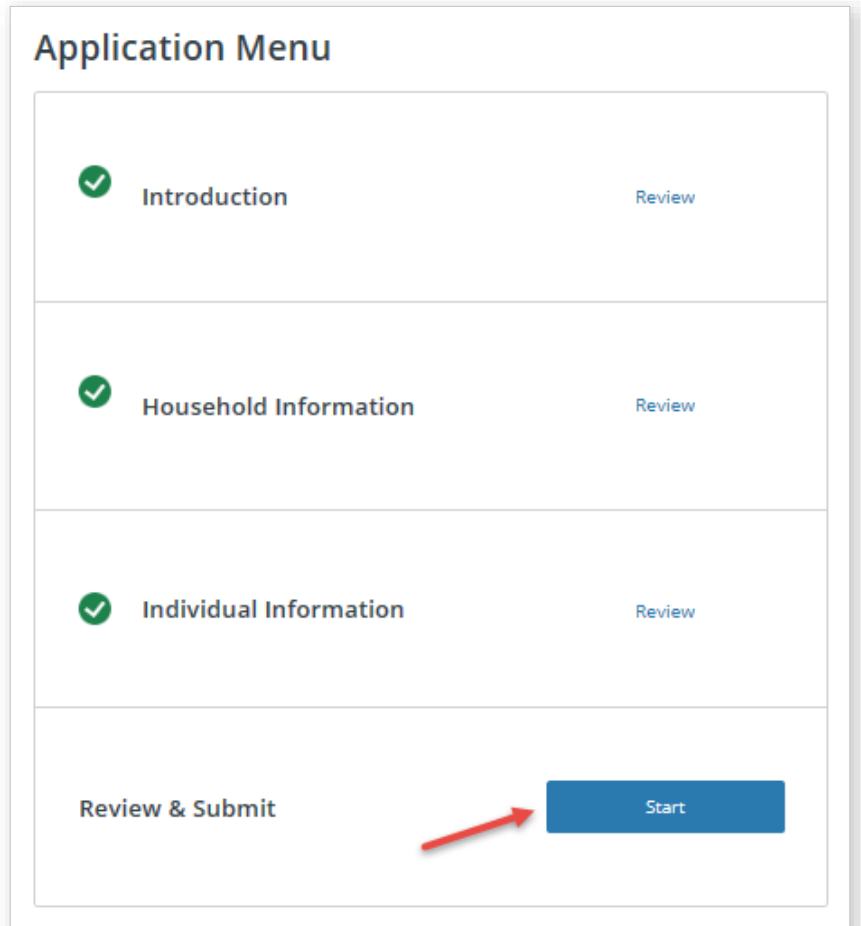 Application Menu
Introduction
Review
Household Information
Review
Individual Information
Review
Review & Submit
Start